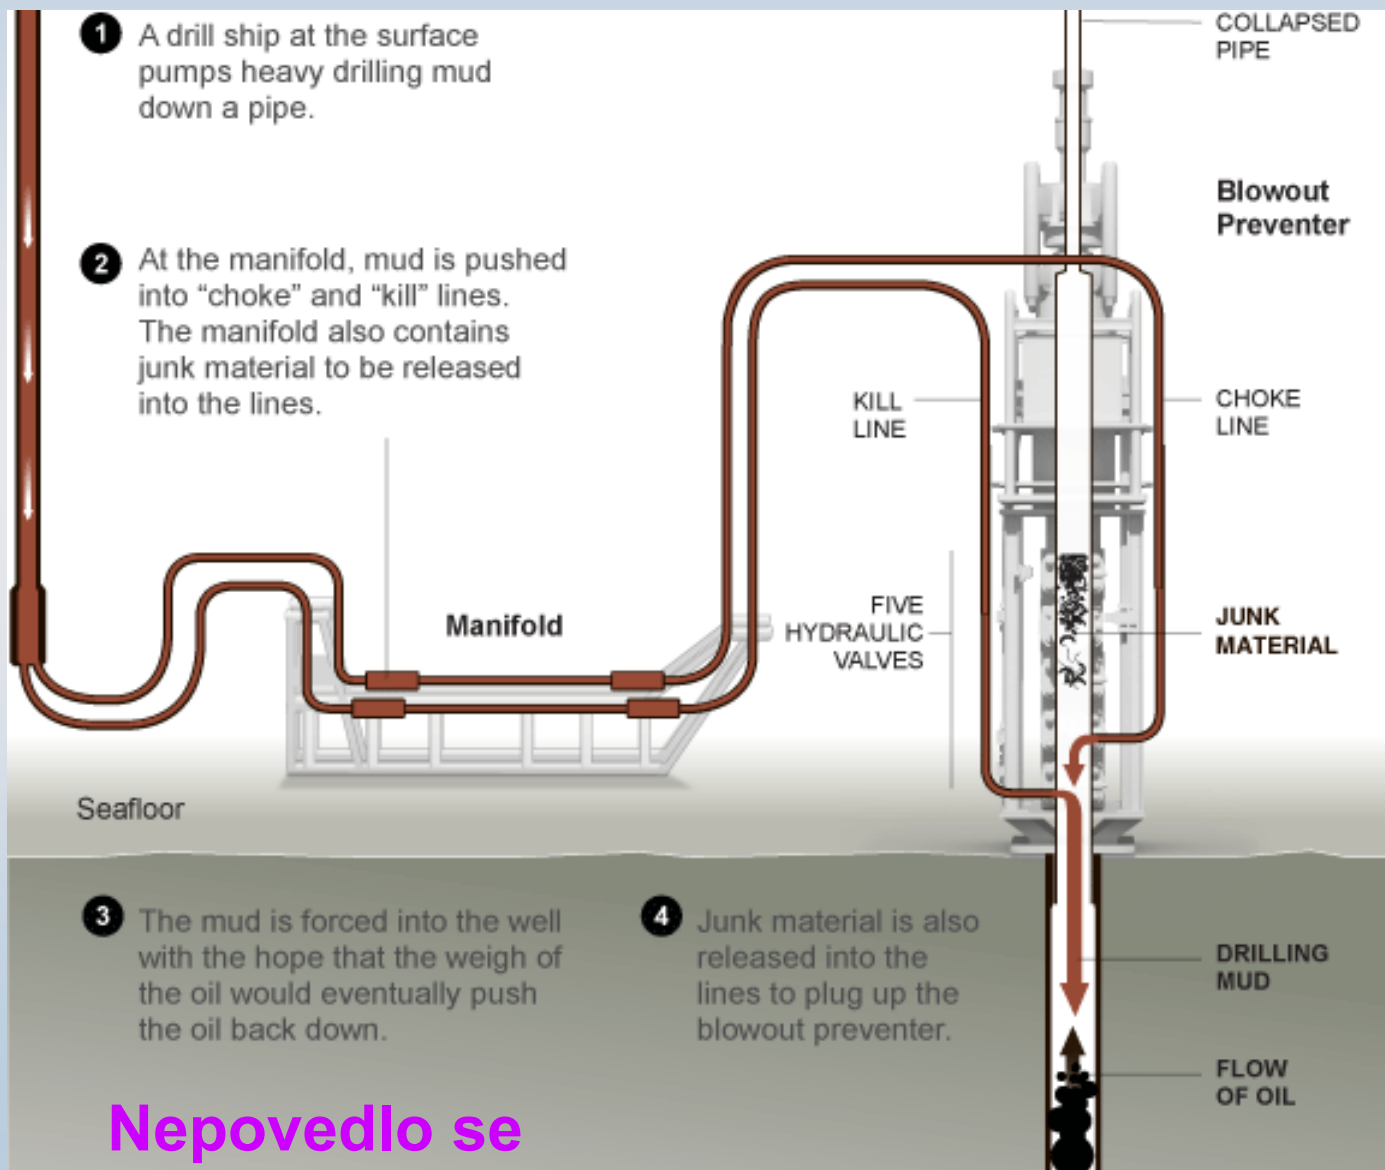 1 A drill ship at the surface
pumps heavy drilling mud
down a pipe.
COLLAPSED
PIPE
Blowout
Preventer
2 At the manifold, mud is pushed
into “choke” and “kill” lines.
The manifold also contains
junk material to be released
into the lines.
KILL
LINE
CHOKE
LINE
Manifold
FIVE
HYDRAULIC
VALVES
JUNK
MATERIAL
Seafloor
3 The mud is forced into the well
with the hope that the weigh of
the oil would eventually push
the oil back down.
4 Junk material is also
released into the
lines to plug up the
blowout preventer.
DRILLING
MUD
FLOW
OF OIL
Nepovedlo se